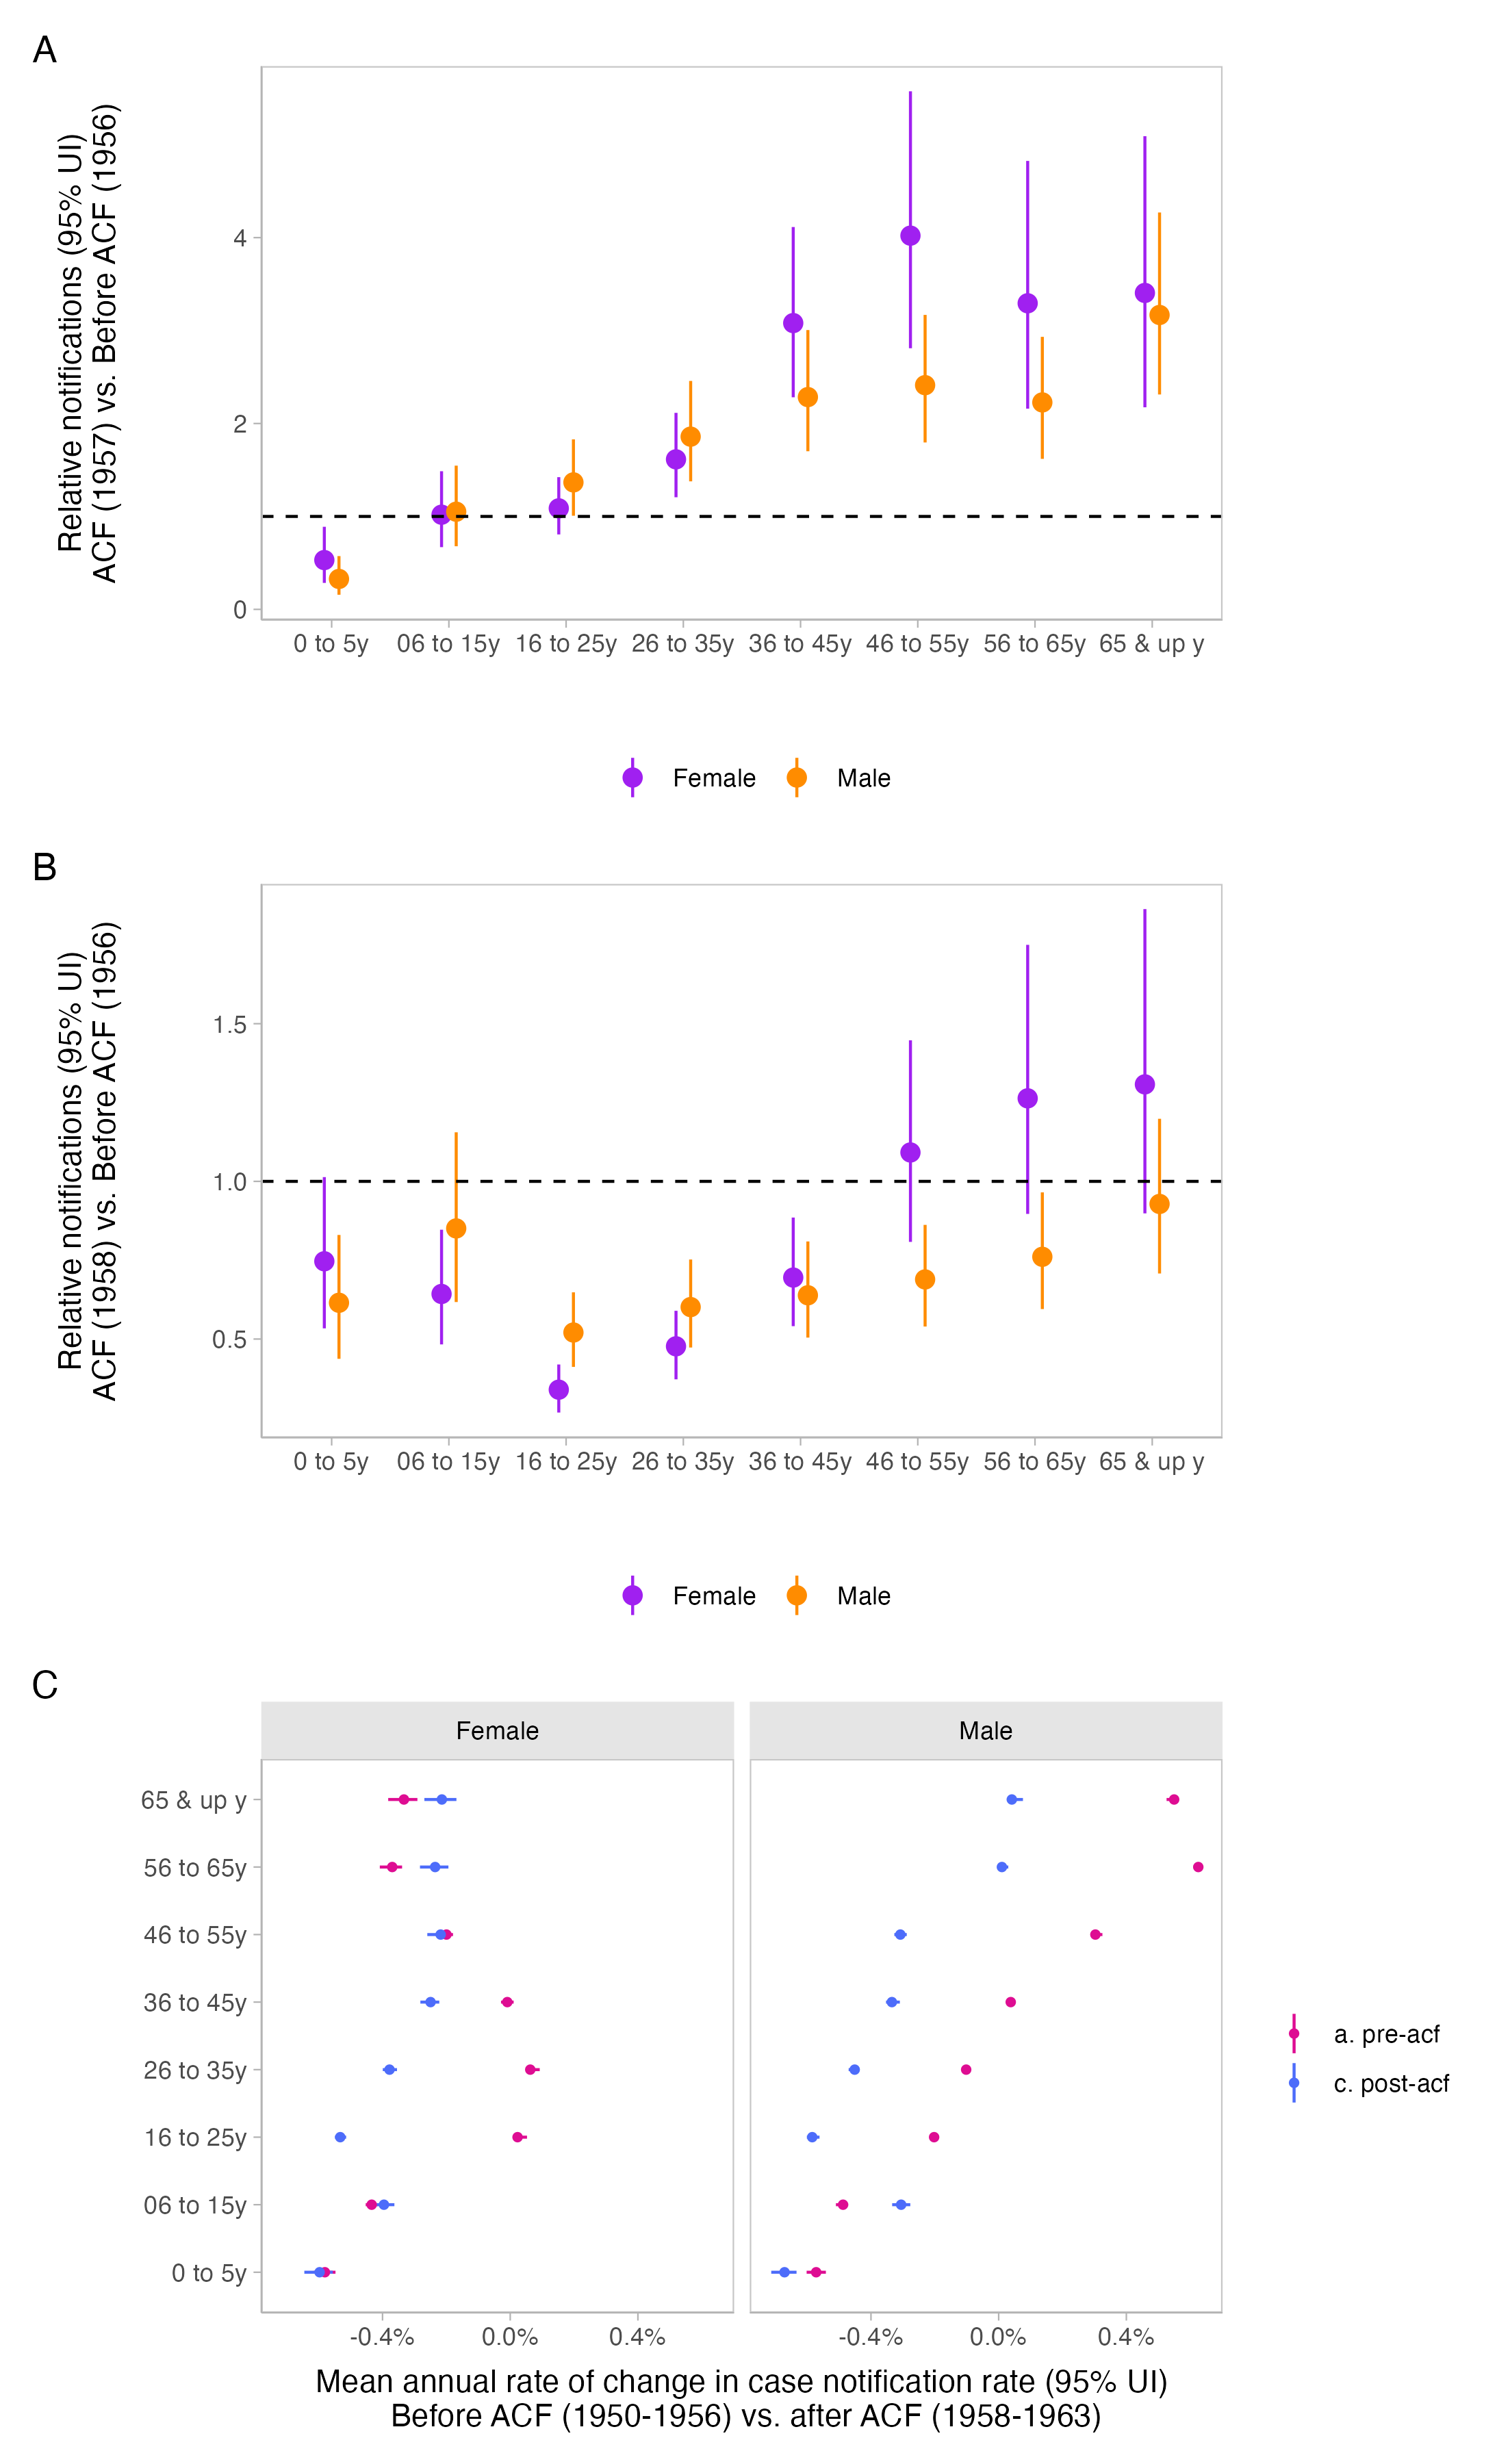 A
Relative notifications (95% UI)
ACF (1957) vs. Before ACF (1956)
4
2
0
0 to 5y 06 to 15y 16 to 25y 26 to 35y 36 to 45y 46 to 55y 56 to 65y 65 & up y
Female Male
B
Relative notifications (95% UI)
ACF (1958) vs. Before ACF (1956)
1.5
1.0
0.5
0 to 5y 06 to 15y 16 to 25y 26 to 35y 36 to 45y 46 to 55y 56 to 65y 65 & up y
Female Male
C
Female Male
65 & up y
56 to 65y
46 to 55y
36 to 45y
26 to 35y
16 to 25y
06 to 15y
0 to 5y
-0.4% 0.0% 0.4% -0.4% 0.0% 0.4%
Mean annual rate of change in case notification rate (95% UI)
Before ACF (1950-1956) vs. after ACF (1958-1963)
a. pre-acf
c. post-acf